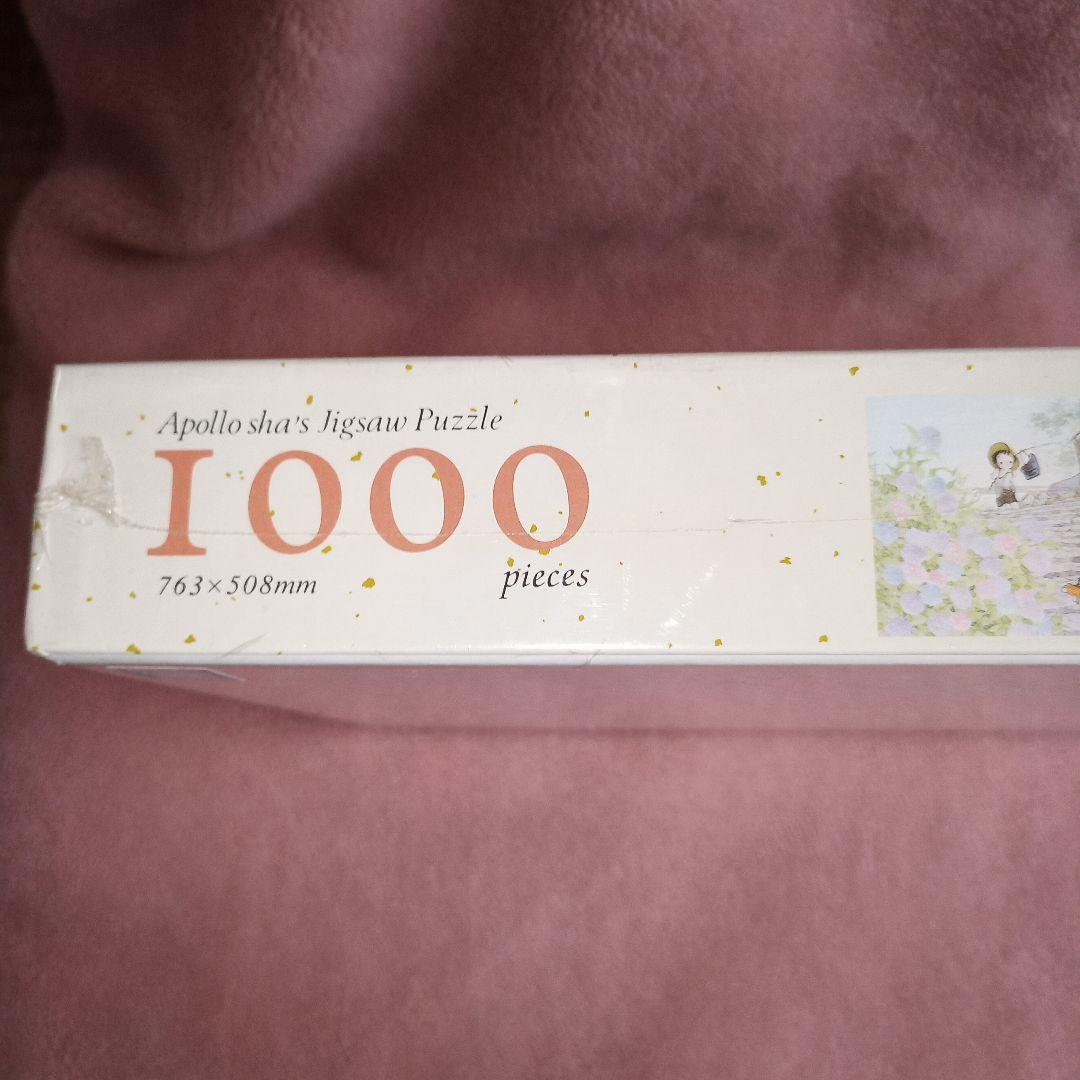 Apollo sha's Jigsaw Puzzle
1000
pieces
763×508mm